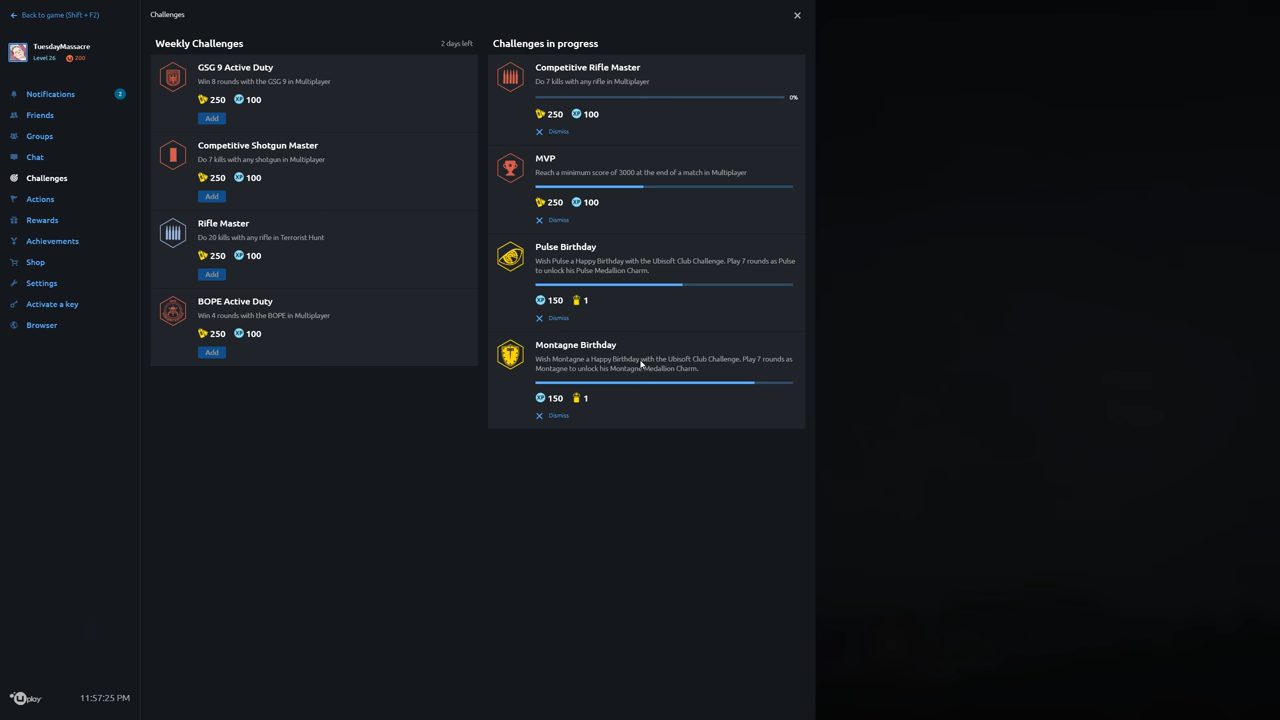 Back to game (Shift + F2)
TuesdayMassacre
Level 26 200
Notifications 2
Friends
Groups
Chat
Challenges
Actions
Rewards
Achievements
Shop
Settings
Activate a key
Browser
uplay 11:57:25 PM
Challenges
Weekly Challenges 2 days left
GSG 9 Active Duty
Win 8 rounds with the GSG 9 in Multiplayer
250 XP 100
Add
Competitive Shotgun Master
Do 7 kills with any shotgun in Multiplayer
250 XP 100
Add
Rifle Master
Do 20 kills with any rifle in Terrorist Hunt
250 XP 100
Add
BOPE Active Duty
Win 4 rounds with the BOPE in Multiplayer
250 XP 100
Add
Challenges in progress
Competitive Rifle Master
Do 7 kills with any rifle in Multiplayer
0%
250 XP 100
Dismiss
MVP
Reach a minimum score of 3000 at the end of a match in Multiplayer
250 XP 100
Dismiss
Pulse Birthday
Wish Pulse a Happy Birthday with the Ubisoft Club Challenge. Play 7 rounds as Pulse
to unlock his Pulse Medallion Charm.
XP 150 1
Dismiss
Montagne Birthday
Wish Montagne a Happy Birthday with the Ubisoft Club Challenge. Play 7 rounds as
Montagne to unlock his Montagne Medallion Charm.
XP 150 1
Dismiss